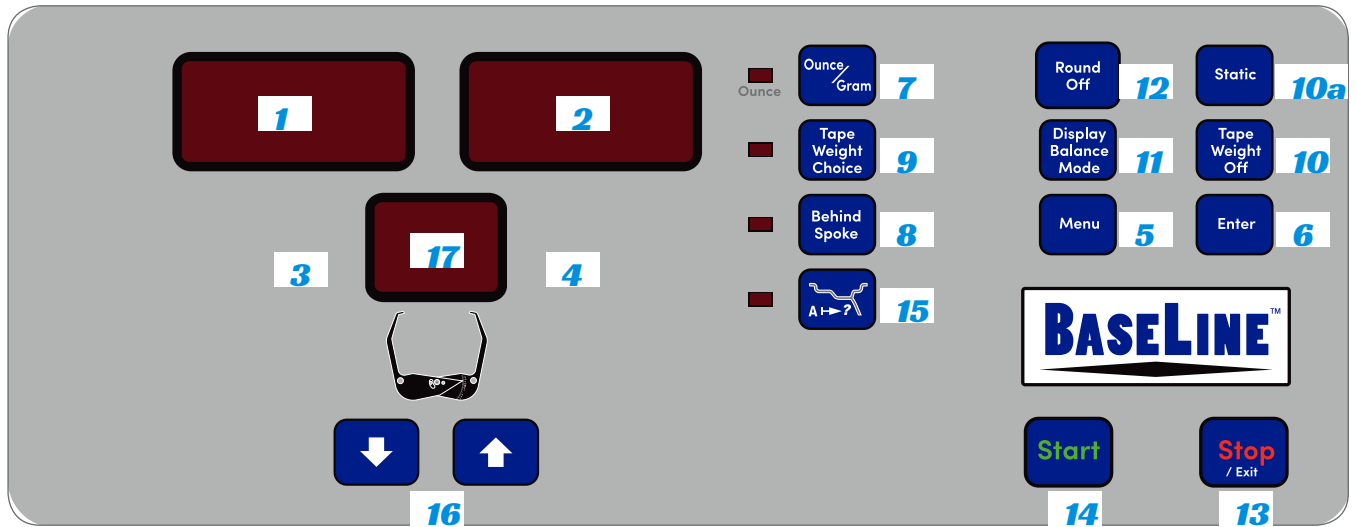 1
2
Ounce
Ounce
/
Gram
7
Round
Off
12
Static
10a
Tape
Weight
Choice
9
Display
Balance
Mode
11
Tape
Weight
Off
10
17
3
4
Behind
Spoke
8
Menu
5
Enter
6
A ?
15
BASELINE™
Start
Stop
/ Exit
16
14
13